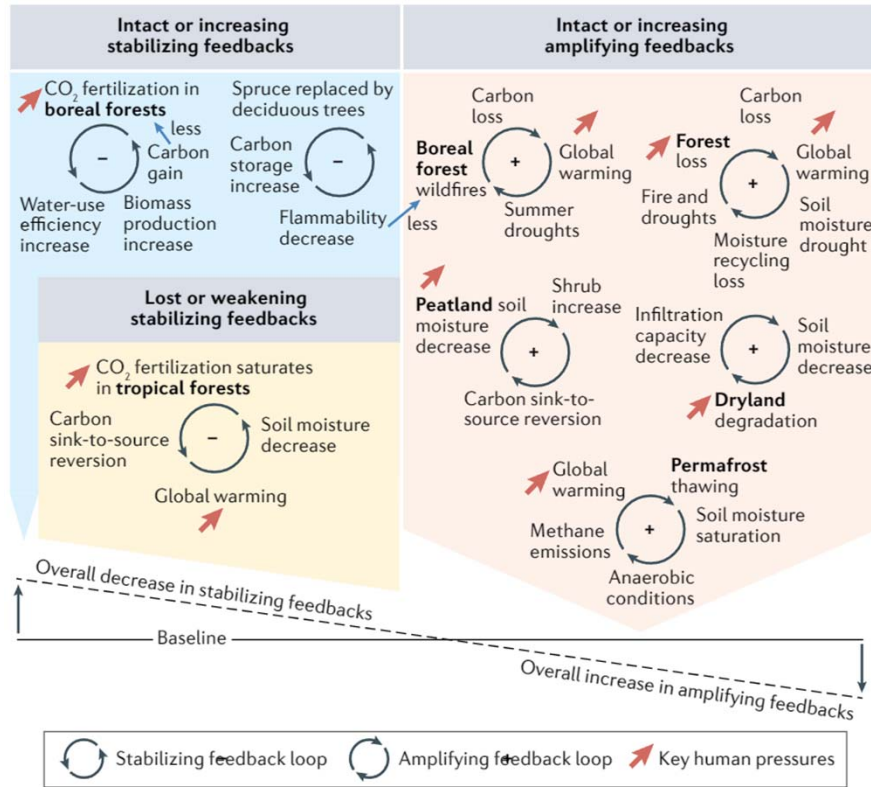 Intact or increasing
stabilizing feedbacks
Intact or increasing
amplifying feedbacks
CO₂ fertilization in
boreal forests
less
Carbon
gain
Biomass
production
increase
Water-use
efficiency
increase
Spruce replaced by
deciduous trees
Carbon
storage
increase
Flammability
decrease
less
Lost or weakening
stabilizing feedbacks
CO₂ fertilization saturates
in tropical forests
Carbon
sink-to-source
reversion
Soil moisture
decrease
Global warming
Carbon
loss
Boreal
forest
wildfires
Global
warming
Summer
droughts
Carbon
loss
Forest
loss
Global
warming
Fire and
droughts
Soil
moisture
drought
Moisture
recycling
loss
Peatland soil
moisture
decrease
Shrub
increase
Carbon sink-to-
source reversion
Infiltration
capacity
decrease
Soil
moisture
decrease
Dryland
degradation
Global
warming
Permafrost
thawing
Methane
emissions
Soil moisture
saturation
Anaerobic
conditions
Overall decrease in stabilizing feedbacks
Baseline
Overall increase in amplifying feedbacks
Stabilizing feedback loop
Amplifying feedback loop
Key human pressures